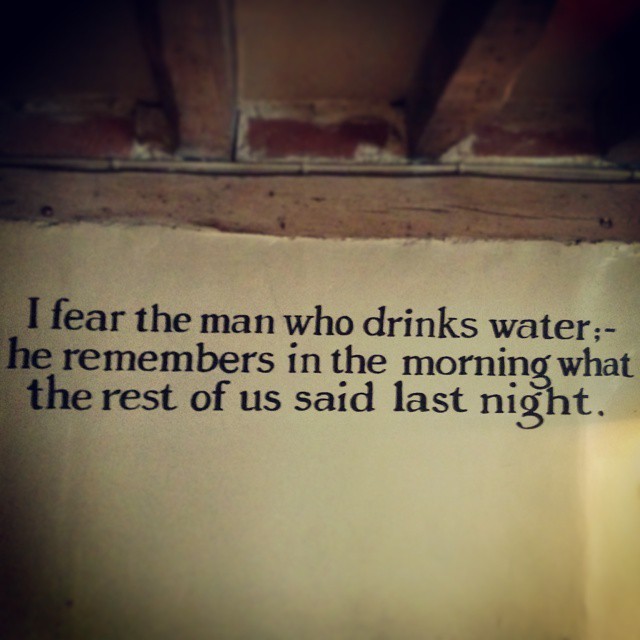 I fear the man who drinks water;-
he remembers in the morning what
the rest of us said last night.